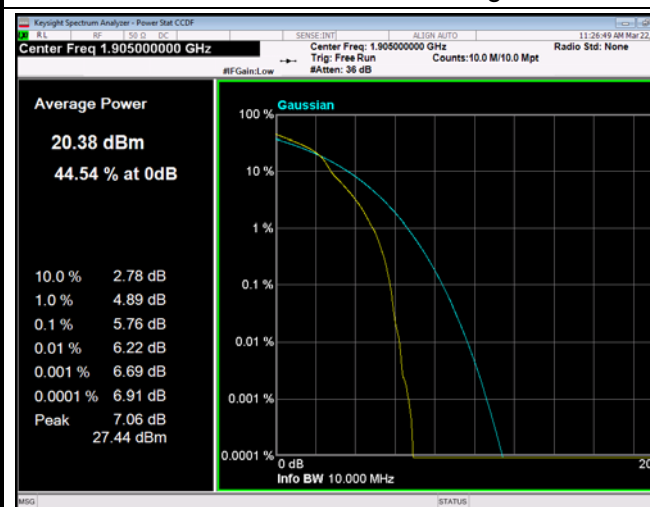 Keysight Spectrum Analyzer - Power Stat CCDF
RL RF 50 Ω DC SENSE:INT ALIGN AUTO 11:26:49 AM Mar 22,
Center Freq 1.905000000 GHz Center Freq: 1.905000000 GHz Radio Std: None
Trig: Free Run Counts:10.0 M/10.0 Mpt
#IFGain:Low #Atten: 36 dB
Average Power
20.38 dBm
44.54 % at 0dB
10.0 % 2.78 dB
1.0 % 4.89 dB
0.1 % 5.76 dB
0.01 % 6.22 dB
0.001 % 6.69 dB
0.0001 % 6.91 dB
Peak 7.06 dB
27.44 dBm
Gaussian
100 %
10 %
1 %
0.1 %
0.01 %
0.001 %
0.0001 %
0 dB 20
Info BW 10.000 MHz
MSG STATUS